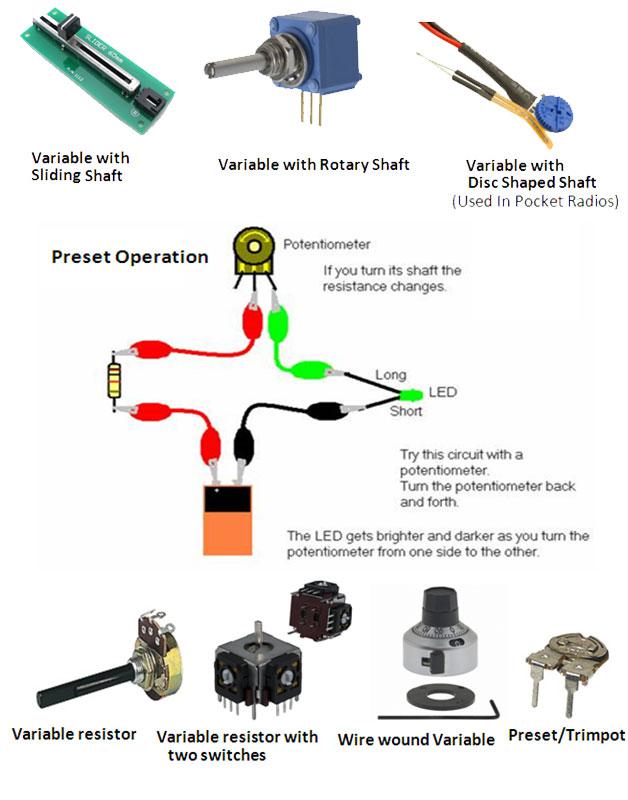 SLIDER 60mm
Variable with
Sliding Shaft
Variable with Rotary Shaft
Variable with
Disc Shaped Shaft
(Used In Pocket Radios)
Preset Operation
Potentiometer
If you turn its shaft the
resistance changes.
Long
LED
Short
Try this circuit with a
potentiometer.
Turn the potentiometer back
and forth.
The LED gets brighter and darker as you turn the
potentiometer from one side to the other.
Variable resistor
Variable resistor with
two switches
Wire wound Variable
Preset/Trimpot